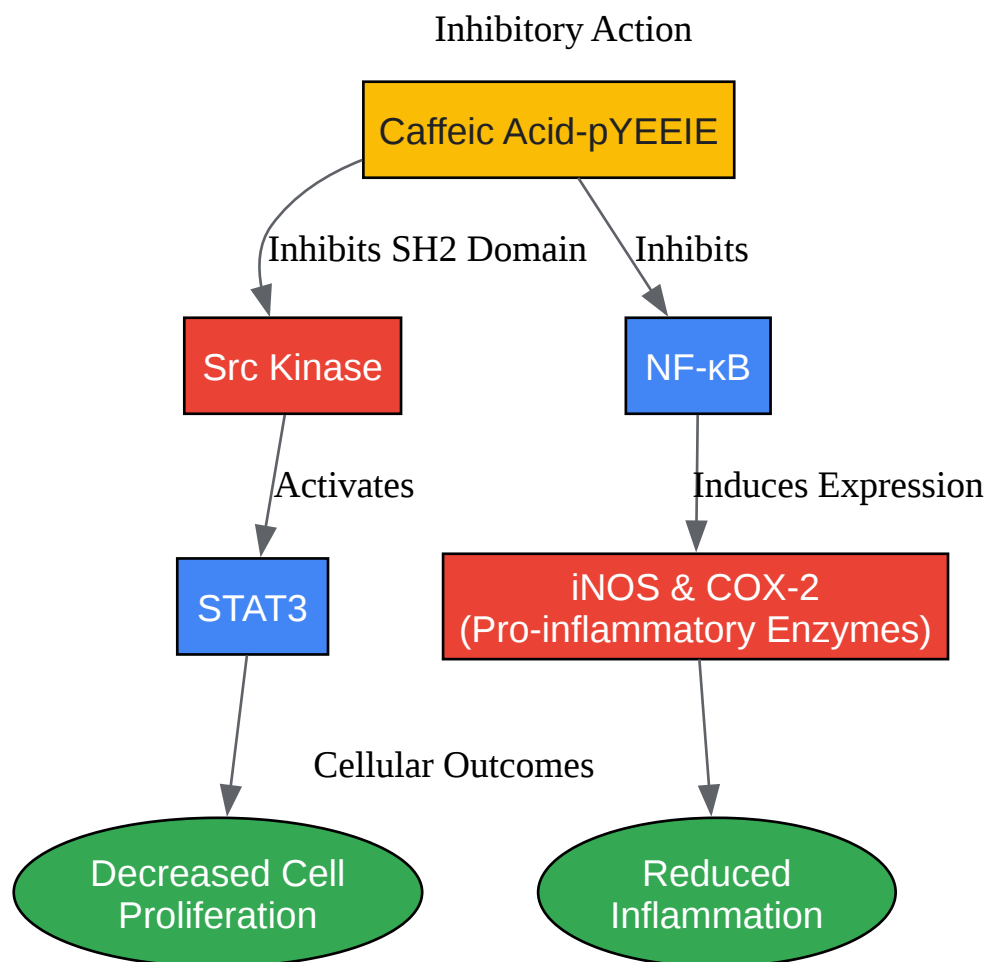 Inhibitory Action
Caffeic Acid-pYEEIE
Inhibits SH2 Domain
Inhibits
Src Kinase
NF-κB
Activates
Induces Expression
STAT3
iNOS & COX-2
(Pro-inflammatory Enzymes)
Cellular Outcomes
Decreased Cell
Proliferation
Reduced
Inflammation